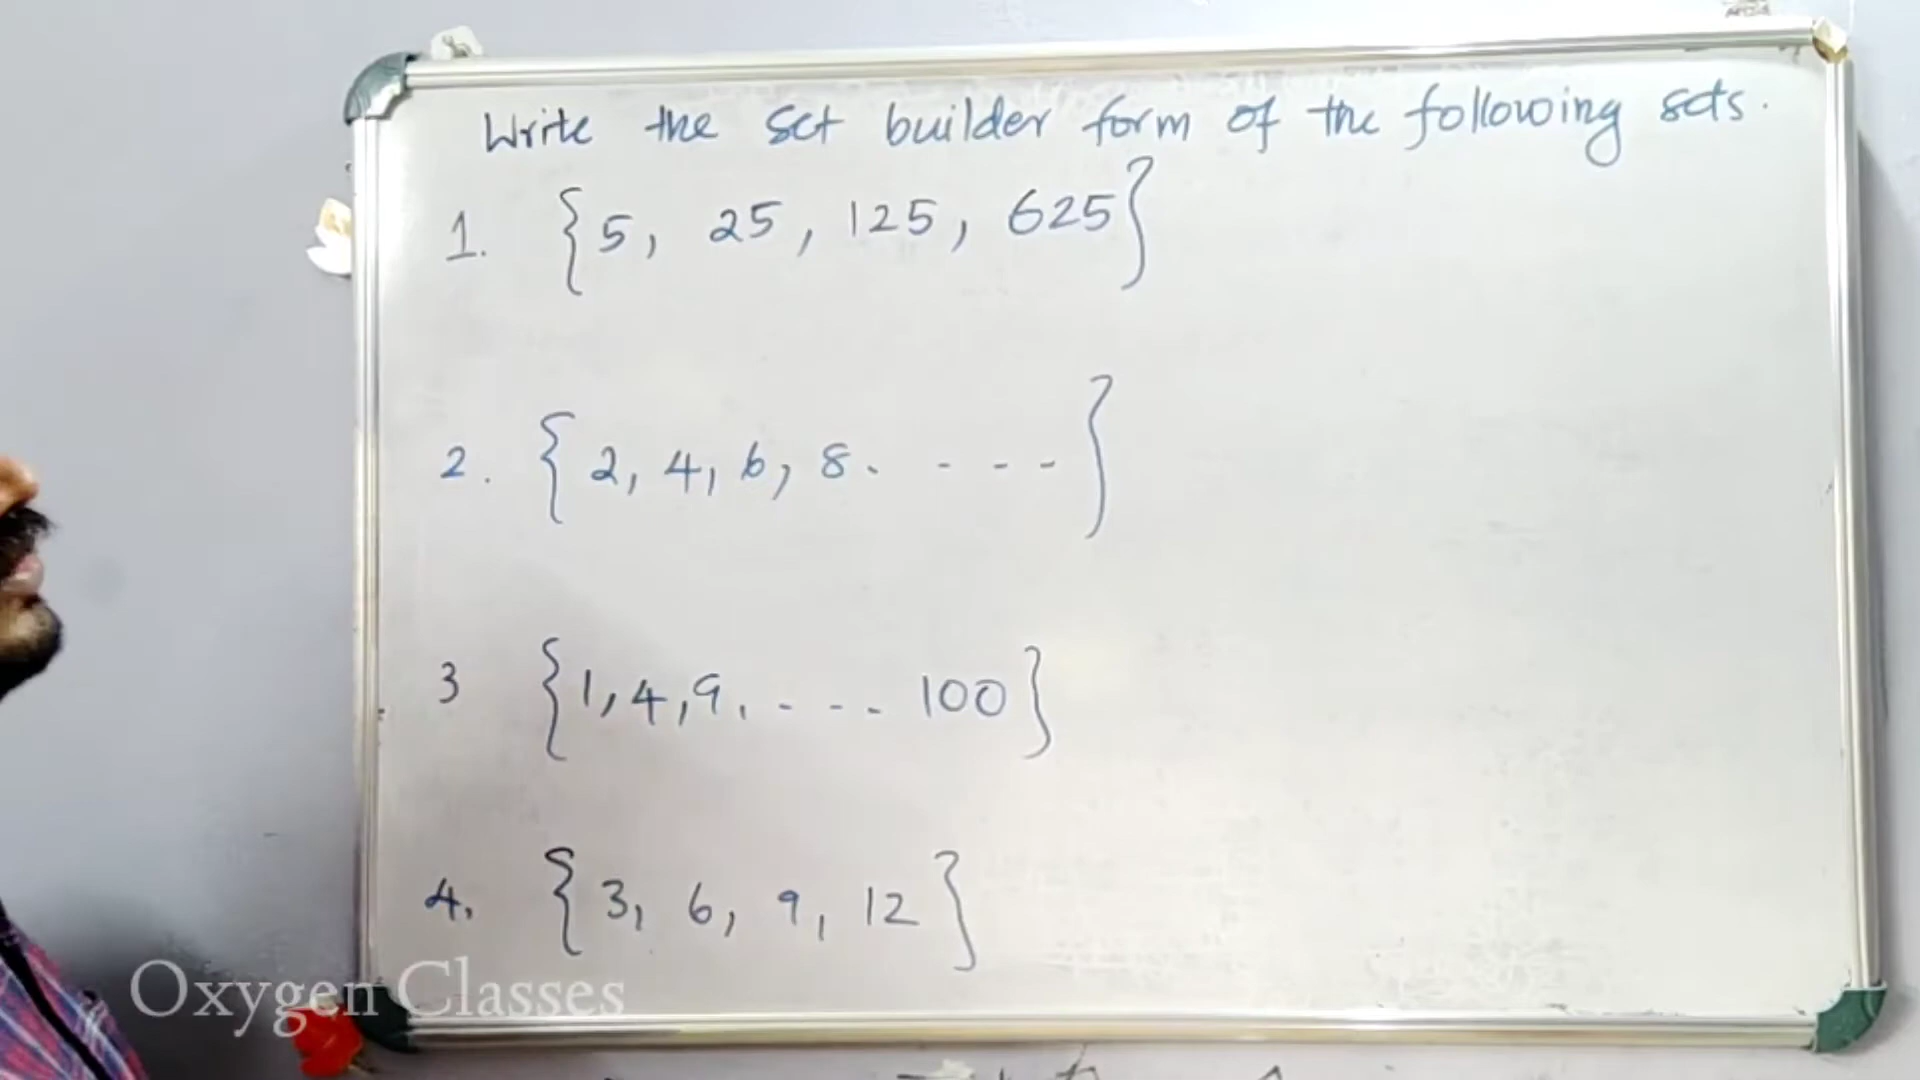 Write the set builder form of the following sets.
1. {5, 25, 125, 625}
2. {2, 4, 6, 8. - - - -}
3 {1, 4, 9, . - - - . 100}
4. {3, 6, 9, 12}
Oxygen Classes